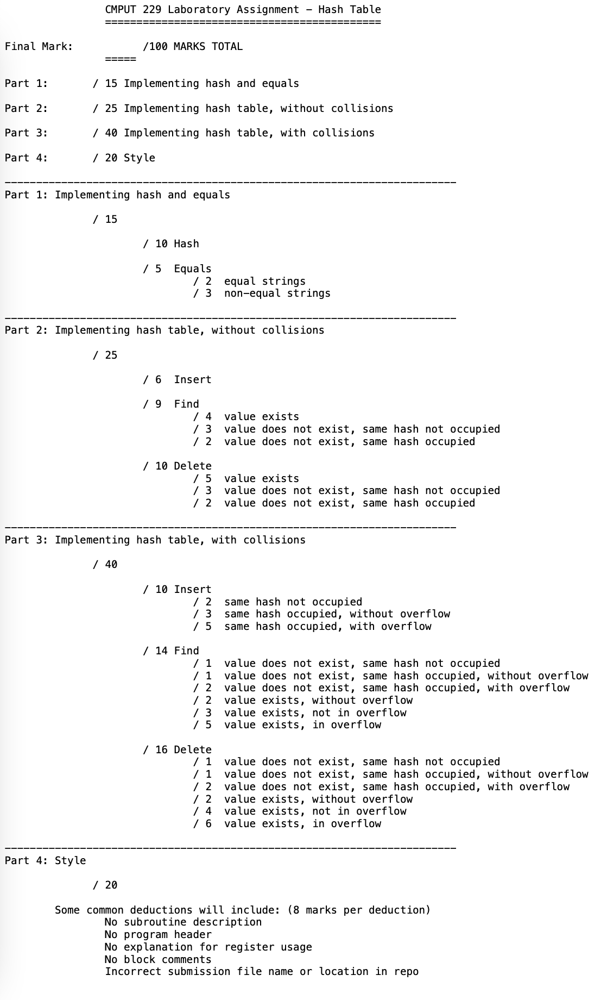 CMPUT 229 Laboratory Assignment - Hash Table
============================================
Final Mark: /100 MARKS TOTAL
=====
Part 1: / 15 Implementing hash and equals
Part 2: / 25 Implementing hash table, without collisions
Part 3: / 40 Implementing hash table, with collisions
Part 4: / 20 Style
------------------------------------------------------------------------
Part 1: Implementing hash and equals
/ 15
/ 10 Hash
/ 5 Equals
/ 2 equal strings
/ 3 non-equal strings
------------------------------------------------------------------------
Part 2: Implementing hash table, without collisions
/ 25
/ 6 Insert
/ 9 Find
/ 4 value exists
/ 3 value does not exist, same hash not occupied
/ 2 value does not exist, same hash occupied
/ 10 Delete
/ 5 value exists
/ 3 value does not exist, same hash not occupied
/ 2 value does not exist, same hash occupied
------------------------------------------------------------------------
Part 3: Implementing hash table, with collisions
/ 40
/ 10 Insert
/ 2 same hash not occupied
/ 3 same hash occupied, without overflow
/ 5 same hash occupied, with overflow
/ 14 Find
/ 1 value does not exist, same hash not occupied
/ 1 value does not exist, same hash occupied, without overflow
/ 2 value does not exist, same hash occupied, with overflow
/ 2 value exists, without overflow
/ 3 value exists, not in overflow
/ 5 value exists, in overflow
/ 16 Delete
/ 1 value does not exist, same hash not occupied
/ 1 value does not exist, same hash occupied, without overflow
/ 2 value does not exist, same hash occupied, with overflow
/ 2 value exists, without overflow
/ 4 value exists, not in overflow
/ 6 value exists, in overflow
------------------------------------------------------------------------
Part 4: Style
/ 20
Some common deductions will include: (8 marks per deduction)
No subroutine description
No program header
No explanation for register usage
No block comments
Incorrect submission file name or location in repo